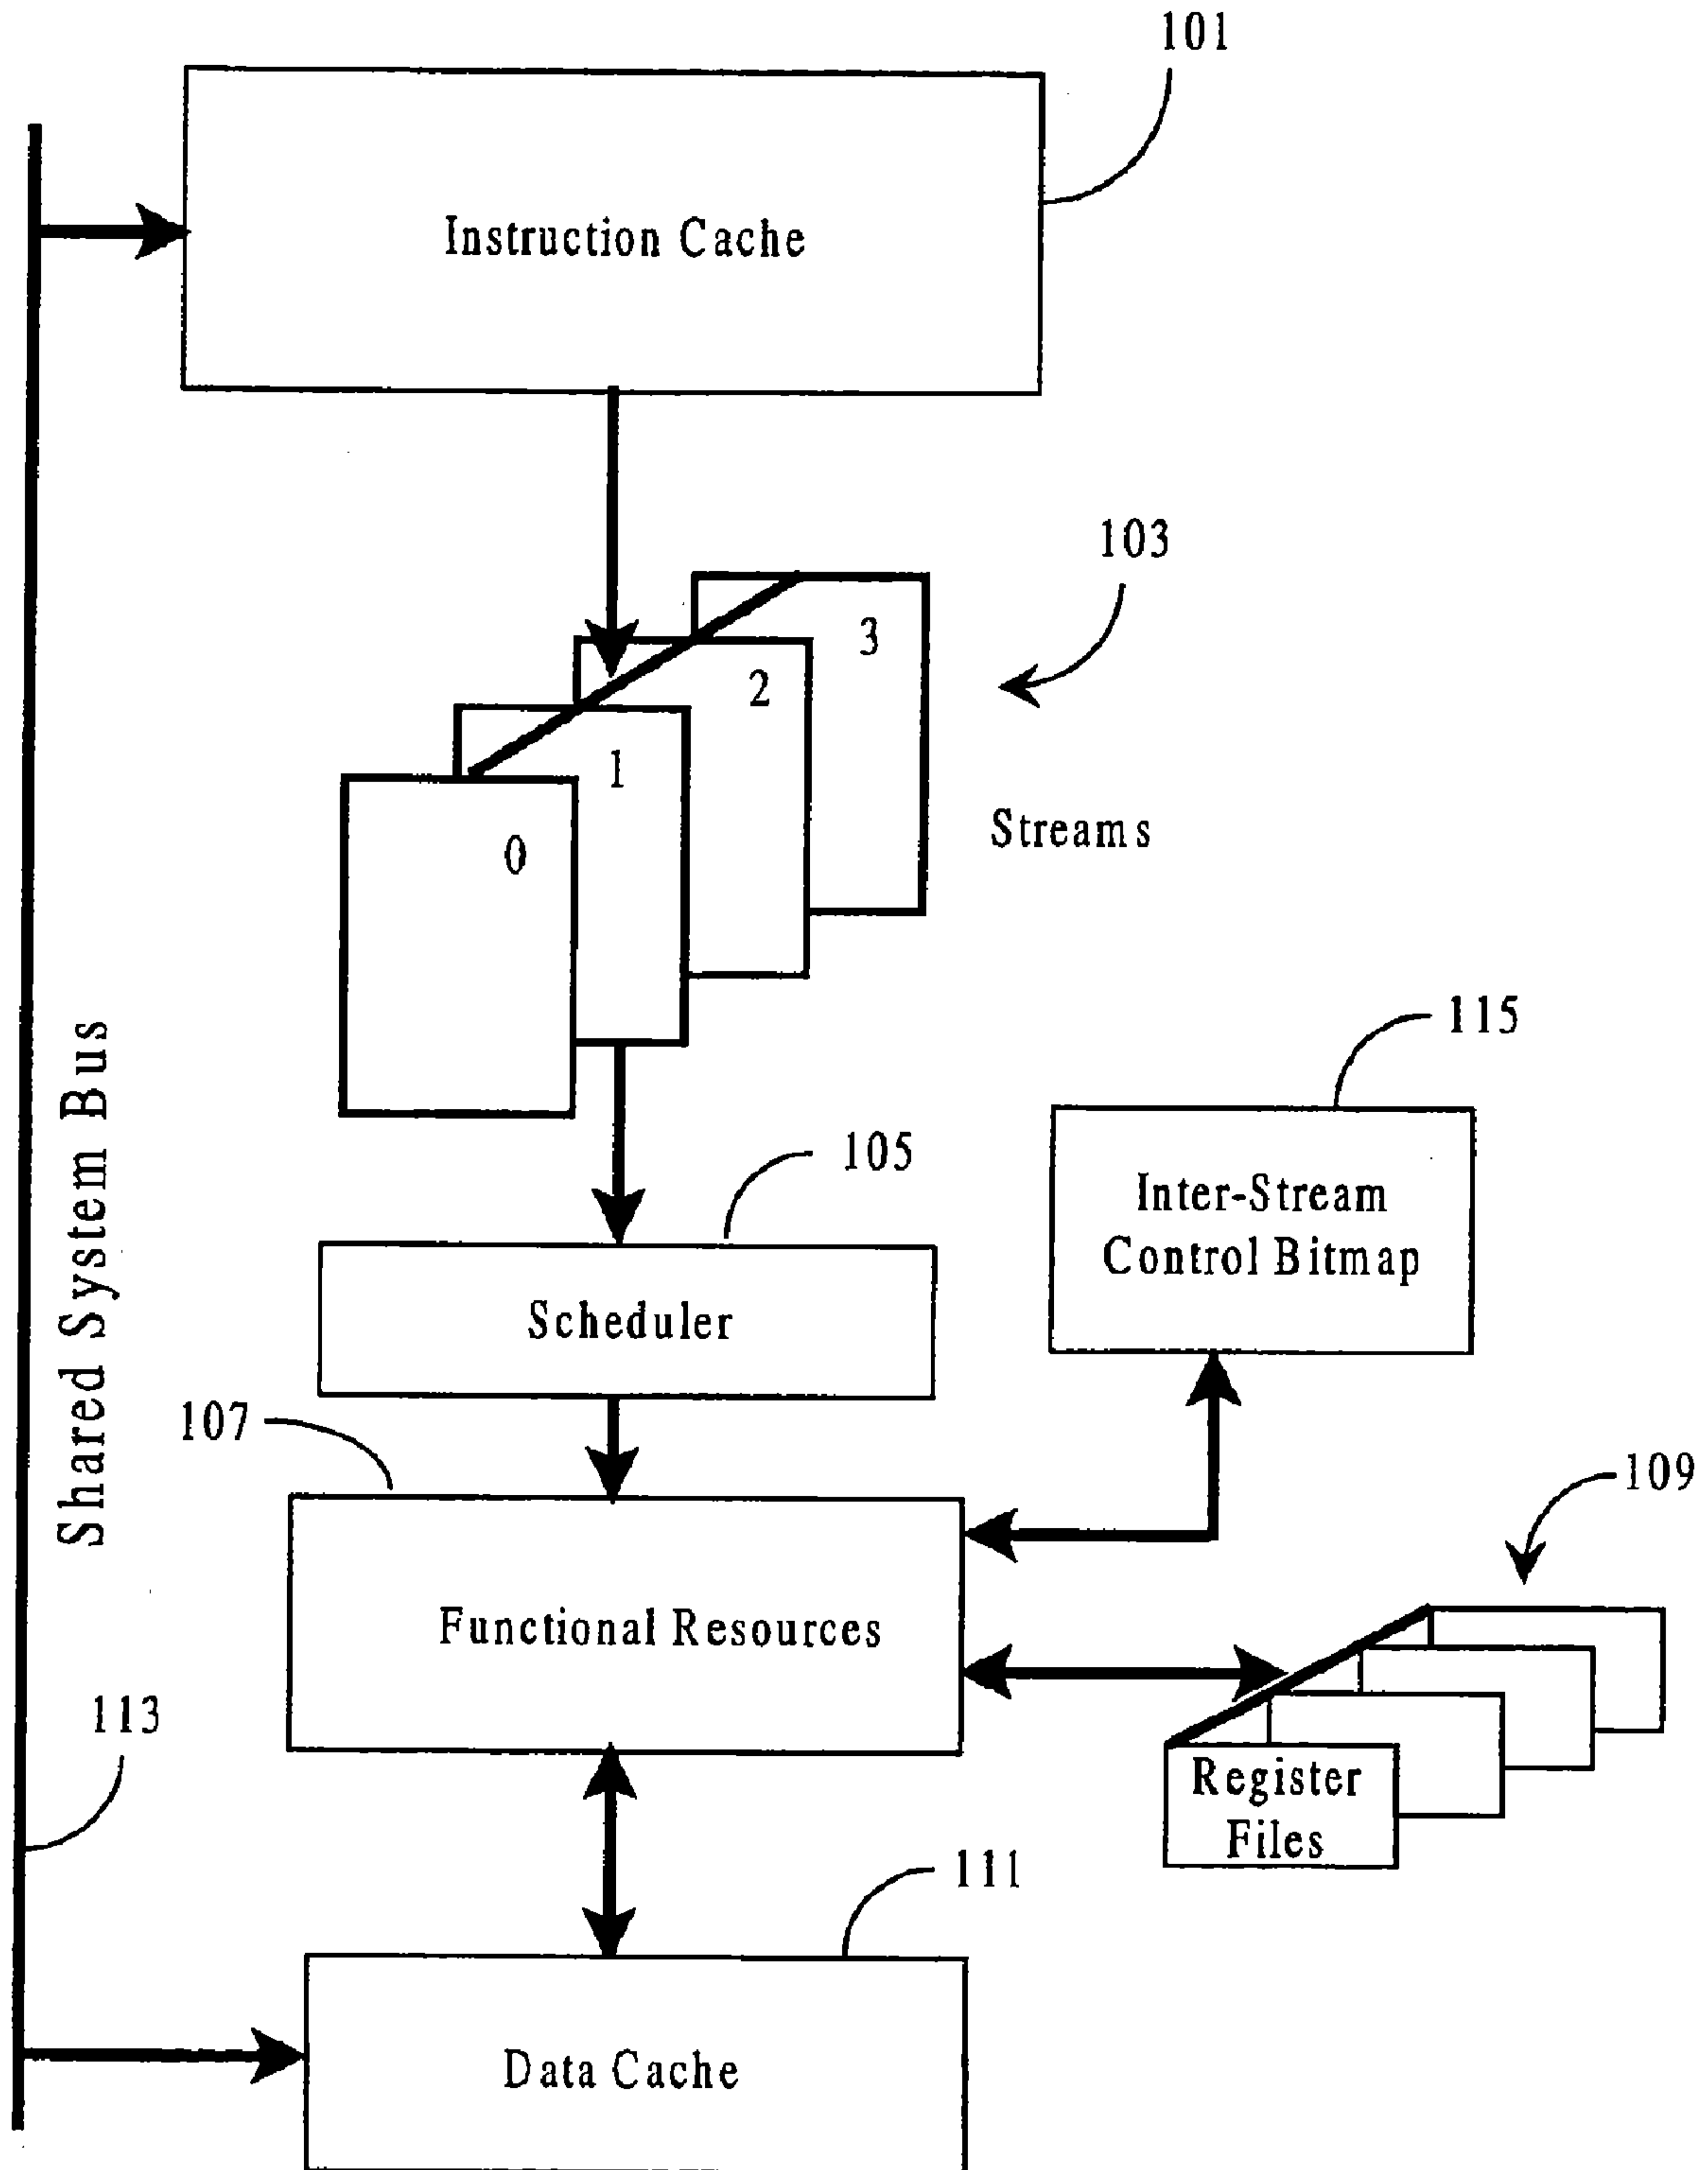 101
Instruction Cache
103
3
2
1
0
Streams
Shared System Bus
115
Inter-Stream
Control Bitmap
105
Scheduler
107
109
Functional Resources
113
Register
Files
111
Data Cache